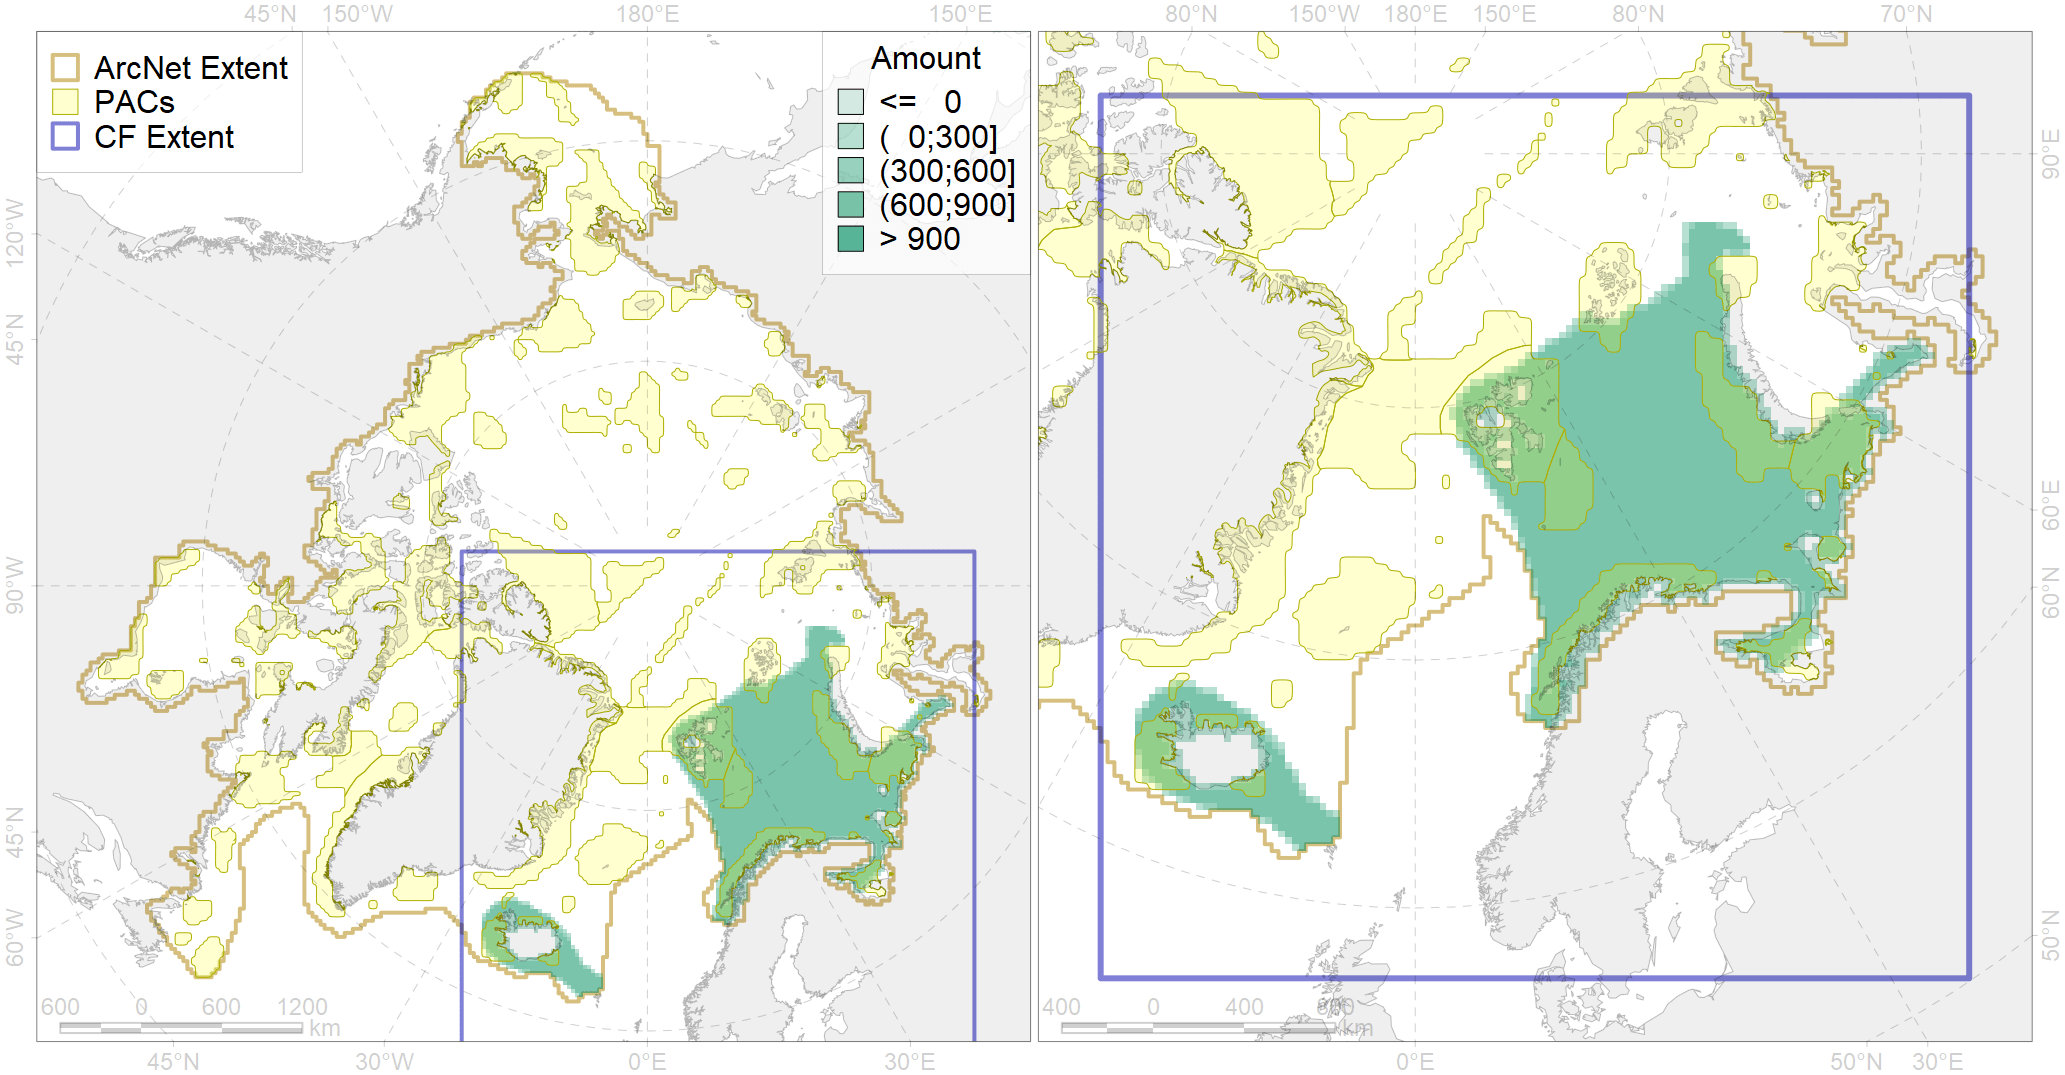 45°N 150°W 180°E 150°E
80°N 150°W 180°E 150°E 80°N 70°N
ArcNet Extent
PACs
CF Extent
Amount
<= 0
( 0;300]
(300;600]
(600;900]
> 900
120°W
45°N
90°W
45°N
60°W
90°E
60°E
60°N
50°N
600 0 600 1200
km
400 0 400 800
km
45°N 30°W 0°E 30°E
0°E 50°N 30°E